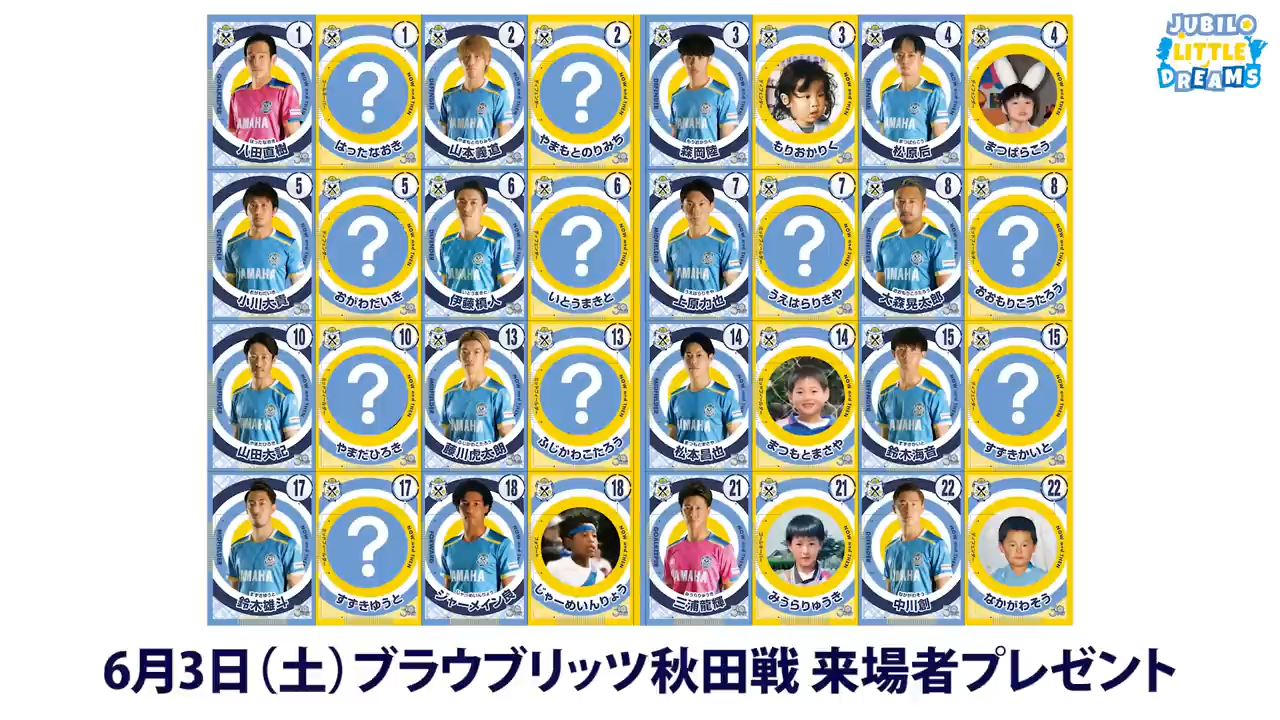 JUBILO
LITTLE
DREAMS
1 1 2 2 3 3 4 4
八田直樹 はったなおき 山本義道 やまもとのりみち 森岡陸 もりおかりく 松原后 まつばらこう
5 5 6 6 7 7 8 8
小川大貴 おがわだいき 伊藤槙人 いとうまきと 上原力也 うえはらりきや 大森晃太郎 おおもりこうたろう
10 10 13 13 14 14 15 15
山田大記 やまだひろき 藤川虎太朗 ふじかわこたろう 松本昌也 まつもとまさや 鈴木海音 すずきかいと
17 17 18 18 21 21 22 22
鈴木雄斗 すずきゆうと ジャーメイン良 じゃーめいんりょう 三浦龍輝 みうらりゅうき 中川創 なかがわそう
6月3日（土）ブラウブリッツ秋田戦 来場者プレゼント